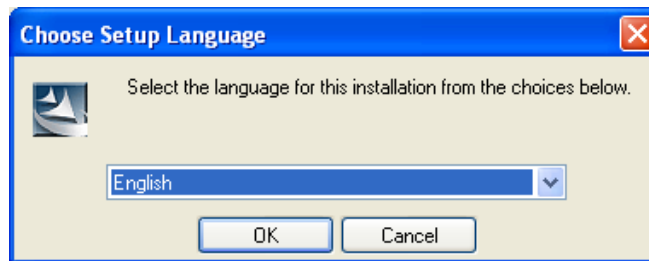 Choose Setup Language
Select the language for this installation from the choices below.
English
OK
Cancel